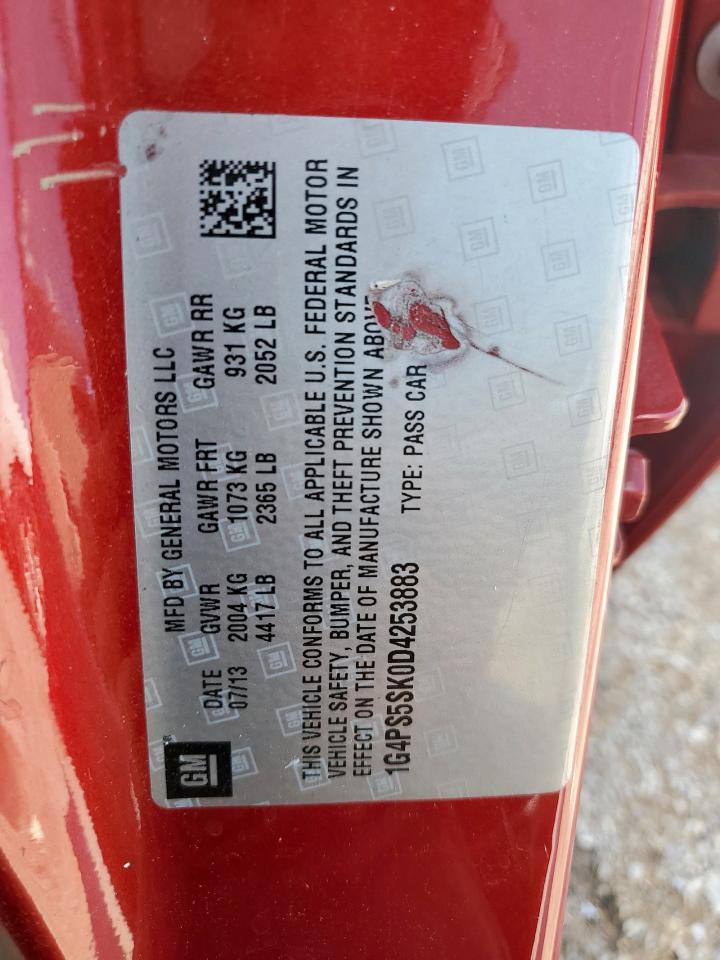 GM
MFD BY GENERAL MOTORS LLC
DATE GVWR GAWR FRT GAWR RR
07/13 2004 KG 1073 KG 931 KG
4417 LB 2365 LB 2052 LB
THIS VEHICLE CONFORMS TO ALL APPLICABLE U.S. FEDERAL MOTOR
VEHICLE SAFETY, BUMPER, AND THEFT PREVENTION STANDARDS IN
EFFECT ON THE DATE OF MANUFACTURE SHOWN ABOVE
1G4PS5SK0D4253883 TYPE: PASS CAR